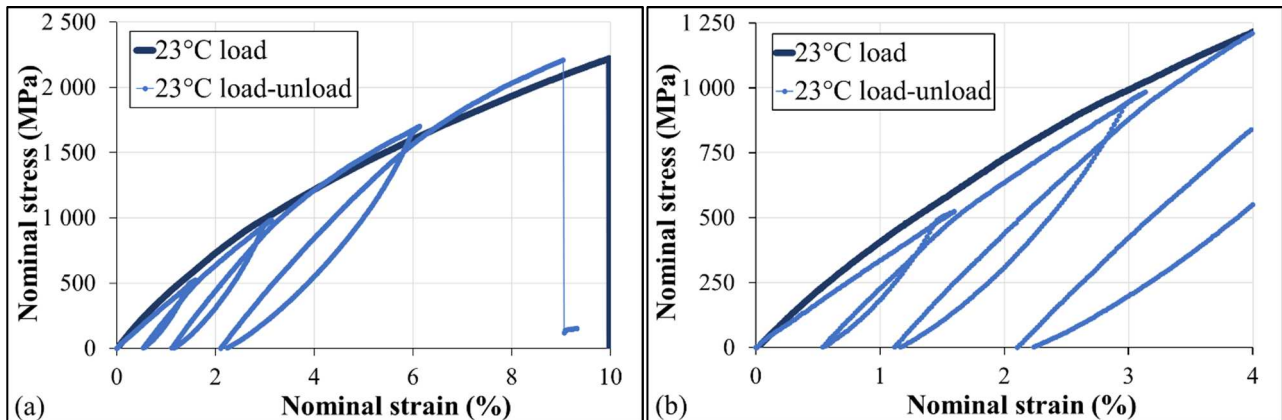 2 500
2 000
1 500
1 000
500
0
Nominal stress (MPa)
23°C load
23°C load-unload
0 2 4 6 8 10
Nominal strain (%)
(a)
1 250
1 000
750
500
250
0
Nominal stress (MPa)
23°C load
23°C load-unload
0 1 2 3 4
Nominal strain (%)
(b)